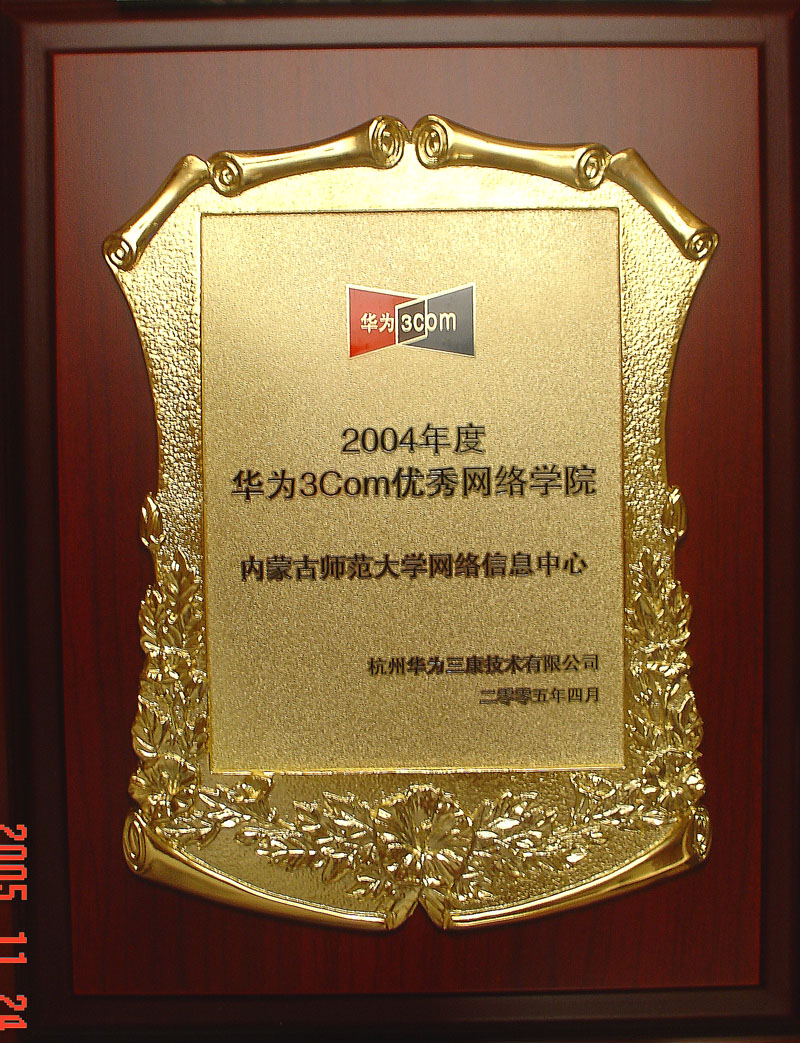 华为3Com
2004年度
华为3Com优秀网络学院
内蒙古师范大学网络信息中心
杭州华为三康技术有限公司
二零零五年四月
2005 11 24